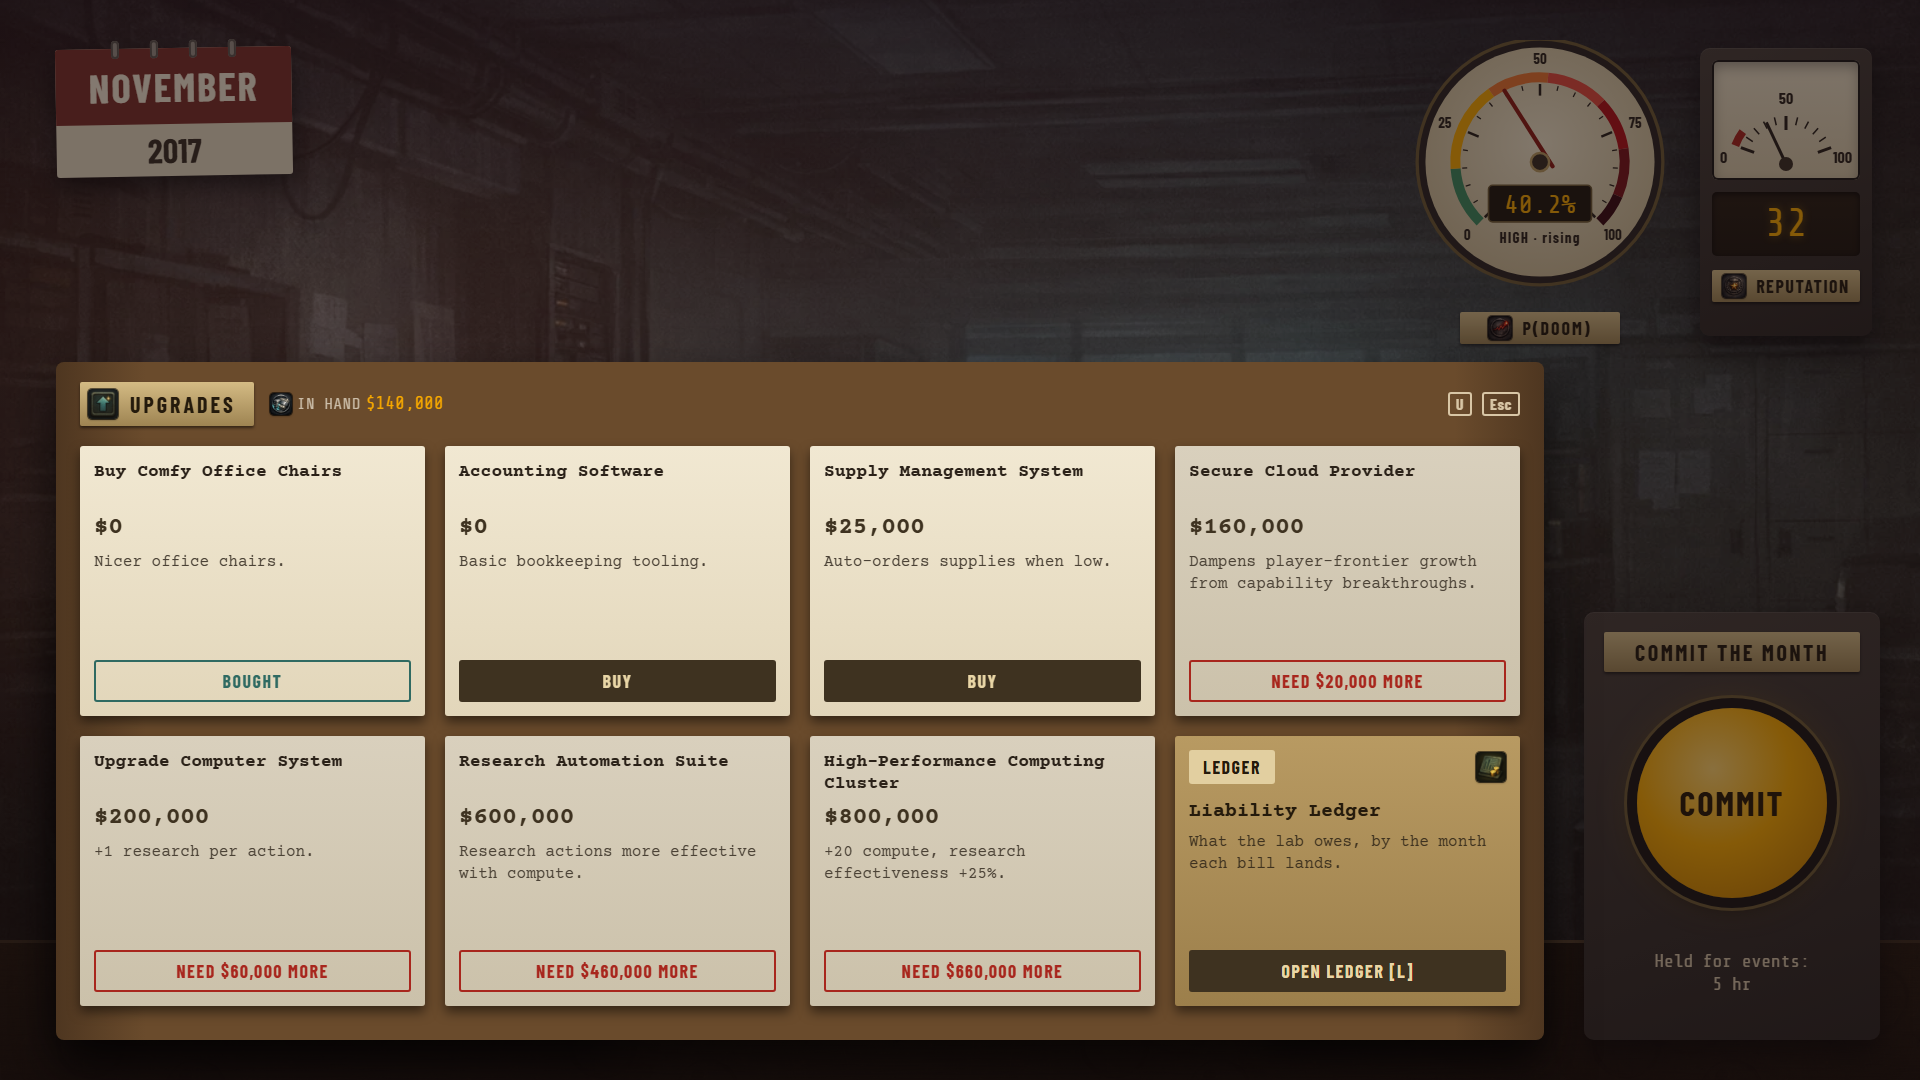 NOVEMBER
2017
50
25
75
40.2%
0
HIGH · rising
100
P(DOOM)
50
0
100
32
REPUTATION
UPGRADES
IN HAND $140,000
U
Esc
Buy Comfy Office Chairs
$0
Nicer office chairs.
BOUGHT
Accounting Software
$0
Basic bookkeeping tooling.
BUY
Supply Management System
$25,000
Auto-orders supplies when low.
BUY
Secure Cloud Provider
$160,000
Dampens player-frontier growth
from capability breakthroughs.
NEED $20,000 MORE
Upgrade Computer System
$200,000
+1 research per action.
NEED $60,000 MORE
Research Automation Suite
$600,000
Research actions more effective
with compute.
NEED $460,000 MORE
High-Performance Computing
Cluster
$800,000
+20 compute, research
effectiveness +25%.
NEED $660,000 MORE
LEDGER
Liability Ledger
What the lab owes, by the month
each bill lands.
OPEN LEDGER [L]
COMMIT THE MONTH
COMMIT
Held for events:
5 hr